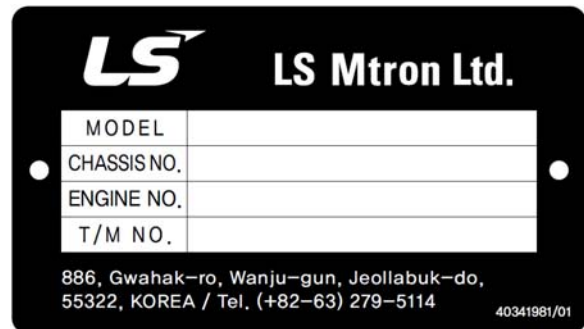 LS LS Mtron Ltd.
MODEL
CHASSIS NO.
ENGINE NO.
T/M NO.
886, Gwahak-ro, Wanju-gun, Jeollabuk-do,
55322, KOREA / Tel. (+82-63) 279-5114
40341981/01